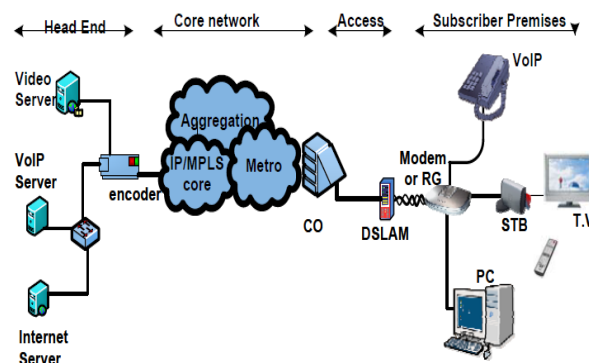 Head End
Core network
Access
Subscriber Premises
Video
Server
VoIP
Server
Internet
Server
encoder
Aggregation
IP/MPLS
core
Metro
CO
DSLAM
Modem
or RG
VoIP
STB
T.V
PC